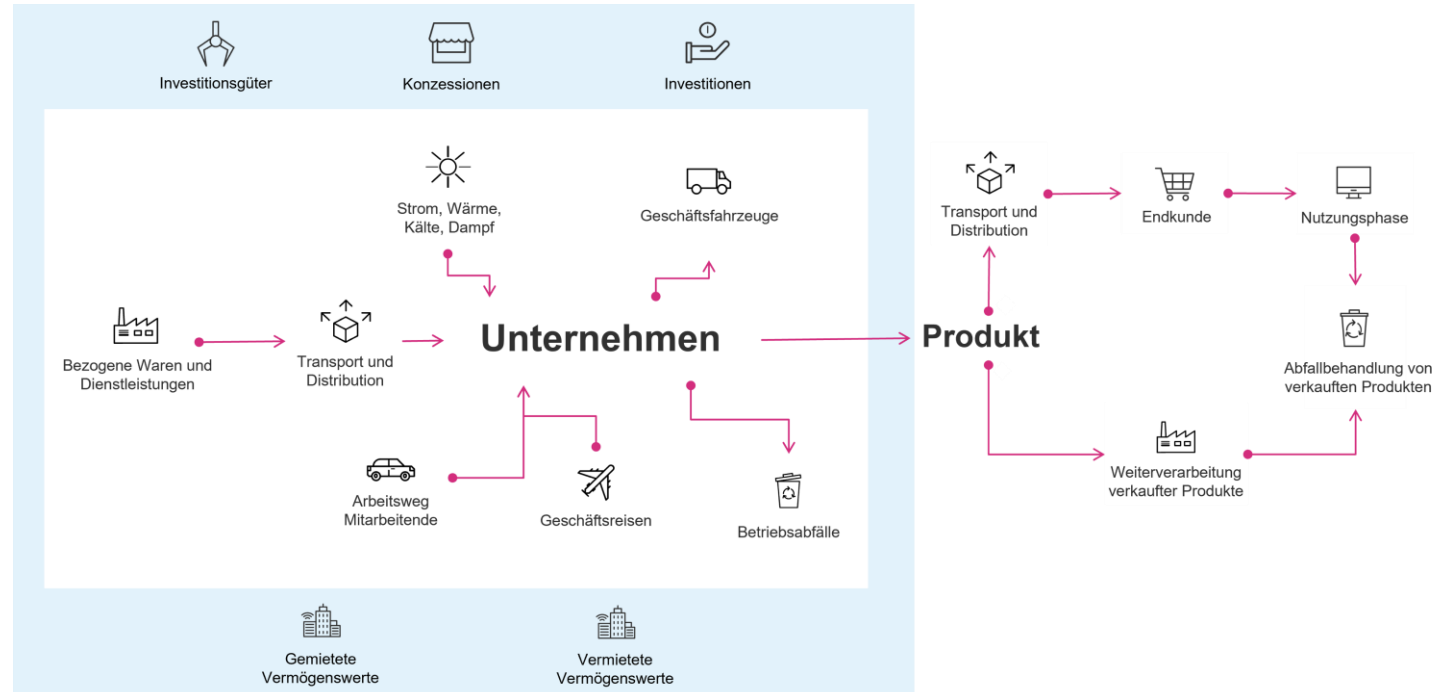 Investitionsgüter
Konzessionen
Investitionen
Strom, Wärme,
Kälte, Dampf
Geschäftsfahrzeuge
Transport und
Distribution
Endkunde
Nutzungsphase
Bezogene Waren und
Dienstleistungen
Transport und
Distribution
Unternehmen
Produkt
Abfallbehandlung von
verkauften Produkten
Arbeitsweg
Mitarbeitende
Geschäftsreisen
Betriebsabfälle
Weiterverarbeitung
verkaufter Produkte
Gemietete
Vermögenswerte
Vermietete
Vermögenswerte